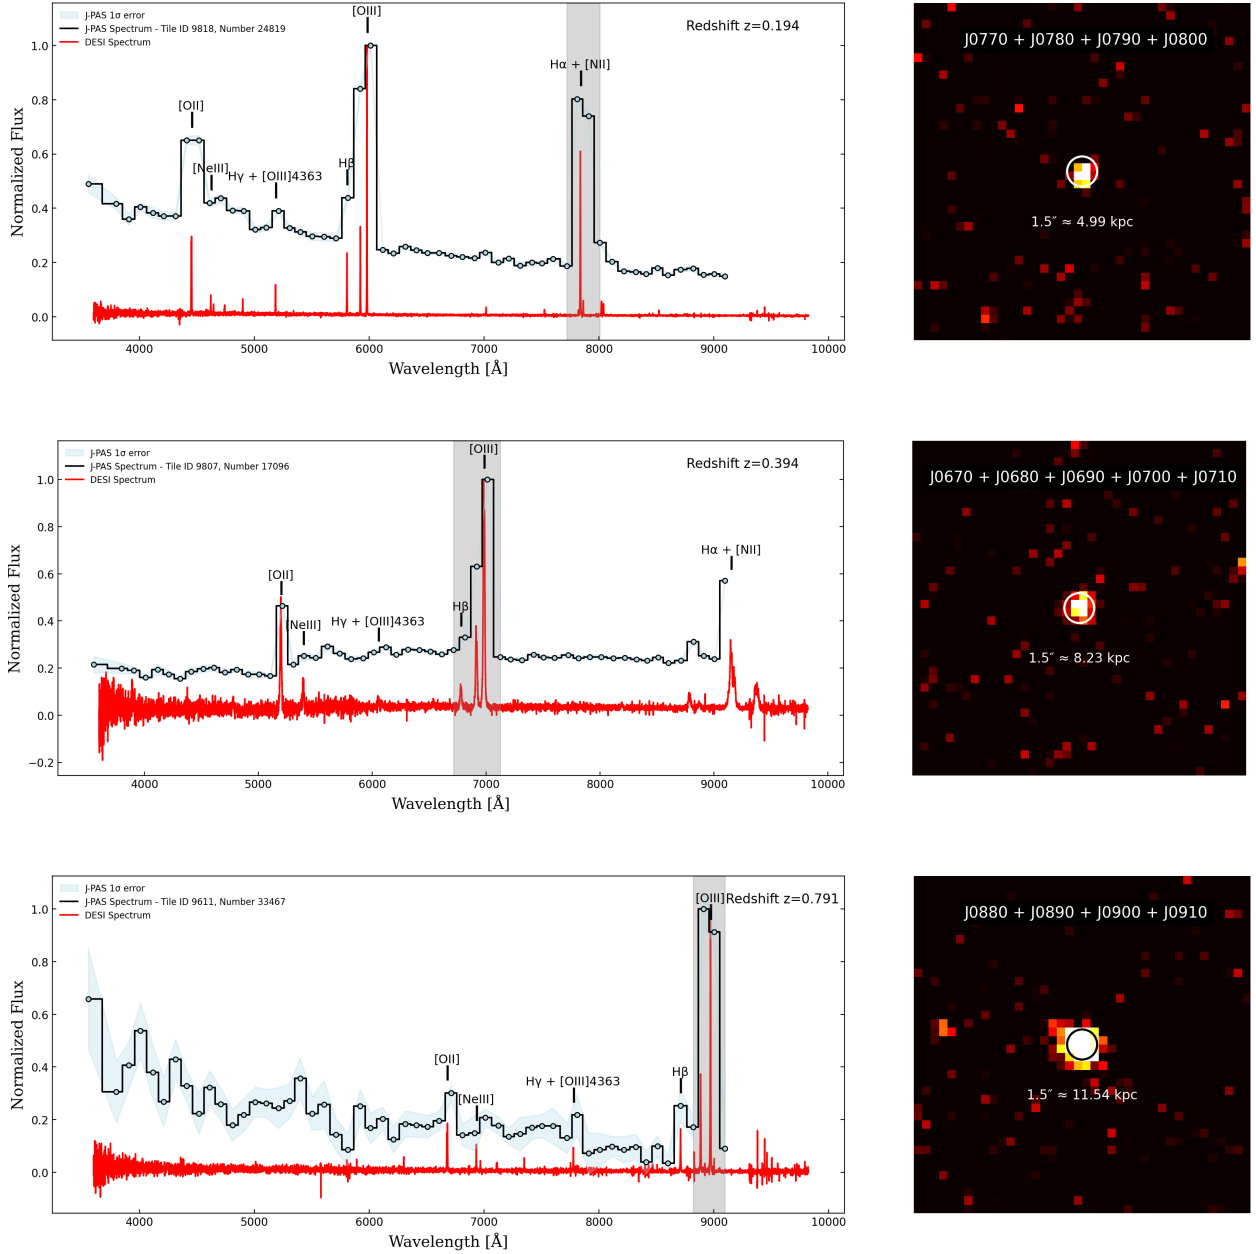 J-PAS 1σ error
J-PAS Spectrum - Tile ID 9818, Number 24819
DESI Spectrum
[OIII]
Redshift z=0.194
Hα + [NII]
[OII]
[NeIII]
Hγ + [OIII]4363
Hβ
1.0
0.8
0.6
0.4
0.2
0.0
Normalized Flux
4000 5000 6000 7000 8000 9000 10000
Wavelength [Å]
J0770 + J0780 + J0790 + J0800
1.5″ ≈ 4.99 kpc
J-PAS 1σ error
J-PAS Spectrum - Tile ID 9807, Number 17096
DESI Spectrum
[OIII]
Redshift z=0.394
Hα + [NII]
[OII]
[NeIII]
Hγ + [OIII]4363
Hβ
1.0
0.8
0.6
0.4
0.2
0.0
−0.2
Normalized Flux
4000 5000 6000 7000 8000 9000 10000
Wavelength [Å]
J0670 + J0680 + J0690 + J0700 + J0710
1.5″ ≈ 8.23 kpc
J-PAS 1σ error
J-PAS Spectrum - Tile ID 9611, Number 33467
DESI Spectrum
[OIII]
Redshift z=0.791
[OII]
[NeIII]
Hγ + [OIII]4363
Hβ
1.0
0.8
0.6
0.4
0.2
0.0
Normalized Flux
4000 5000 6000 7000 8000 9000 10000
Wavelength [Å]
J0880 + J0890 + J0900 + J0910
1.5″ ≈ 11.54 kpc